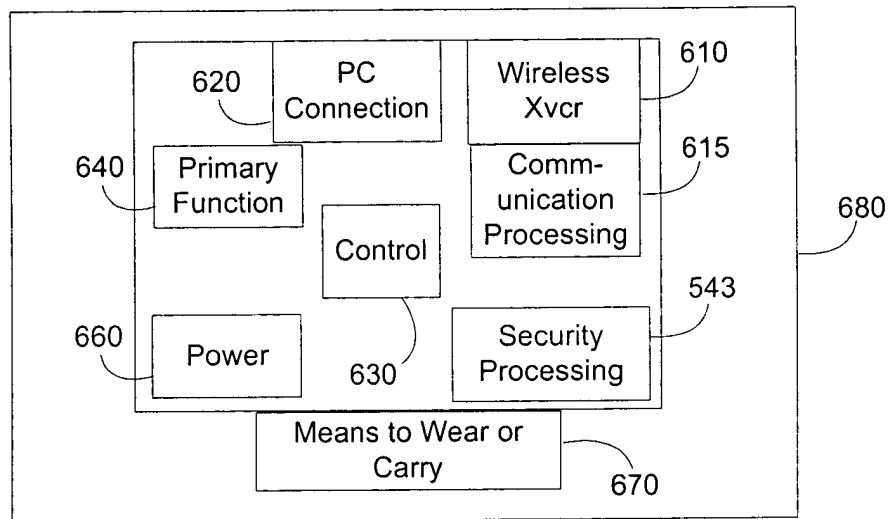 620
PC
Connection
Wireless
Xvcr
610
640
Primary
Function
Comm-
unication
Processing
615
Control
680
660
Power
630
Security
Processing
543
Means to Wear or
Carry
670